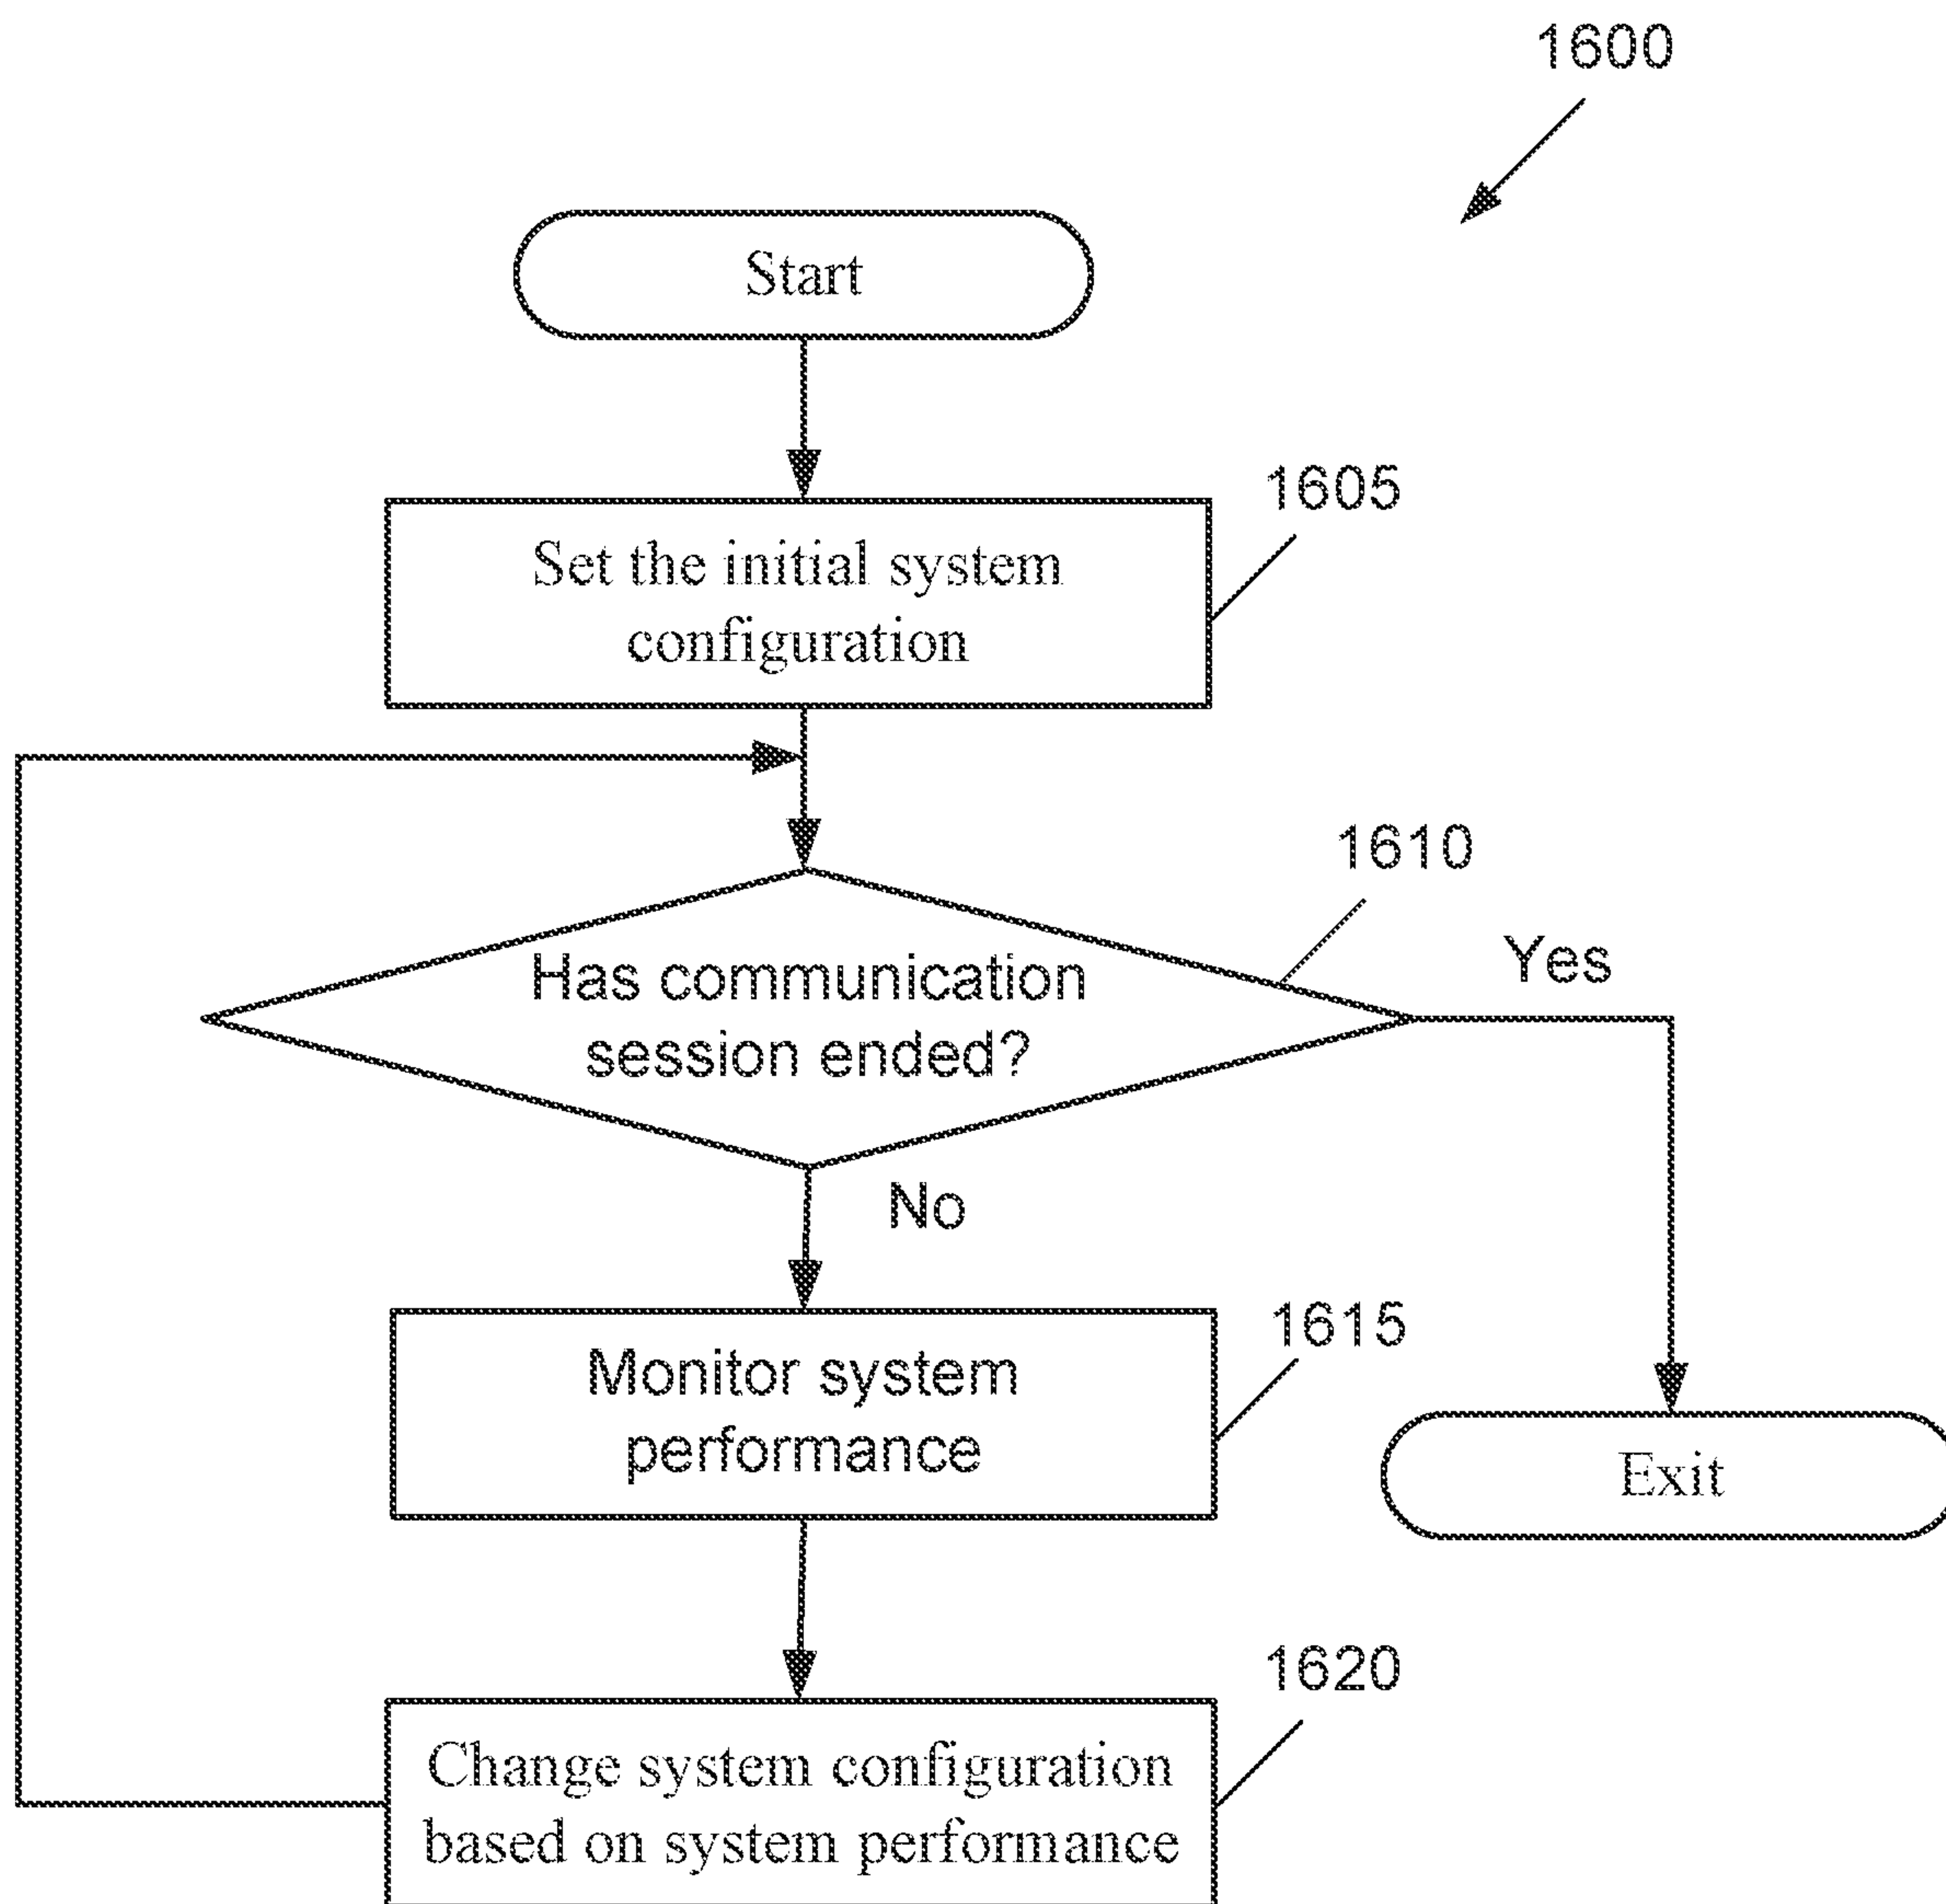 1600
Start
1605
Set the initial system
configuration
1610
Has communication
session ended?
Yes
No
1615
Monitor system
performance
Exit
1620
Change system configuration
based on system performance